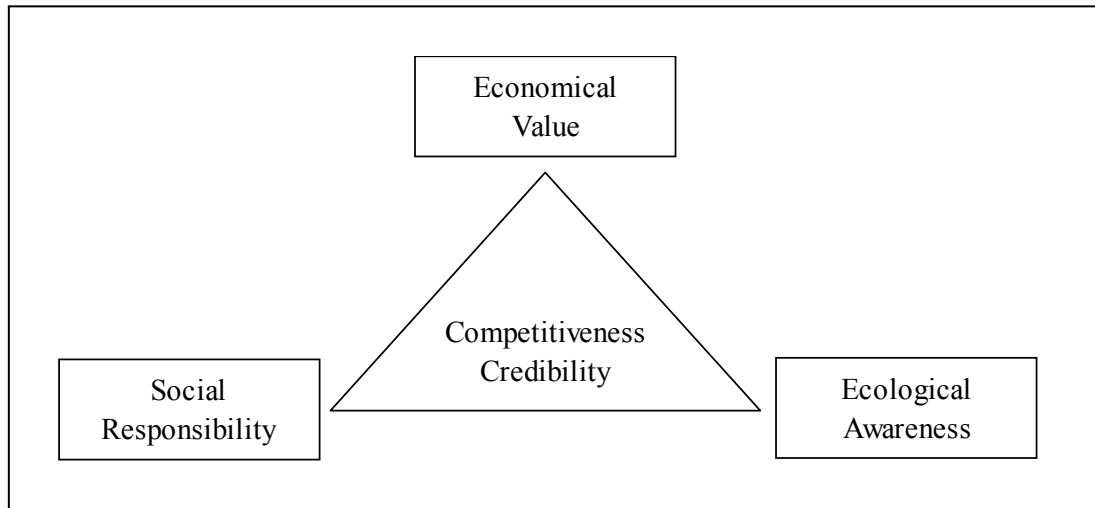 Economical
Value
Competitiveness
Credibility
Social
Responsibility
Ecological
Awareness